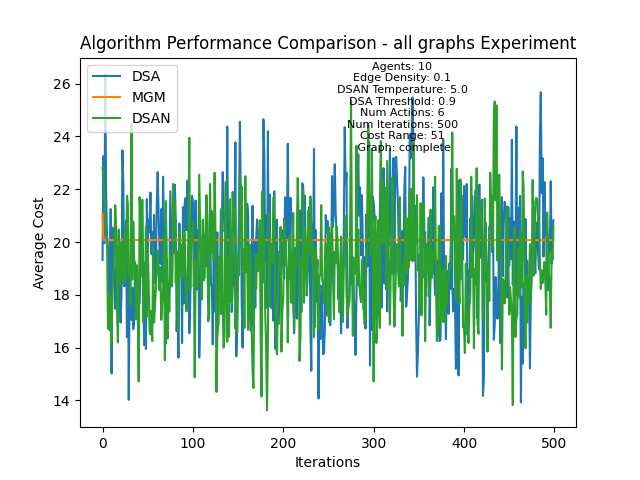 Algorithm Performance Comparison - all graphs Experiment
DSA
MGM
DSAN
Agents: 10
Edge Density: 0.1
DSAN Temperature: 5.0
DSA Threshold: 0.9
Num Actions: 6
Num Iterations: 500
Cost Range: 51
Graph: complete
Average Cost
26
24
22
20
18
16
14
0
100
200
300
400
500
Iterations